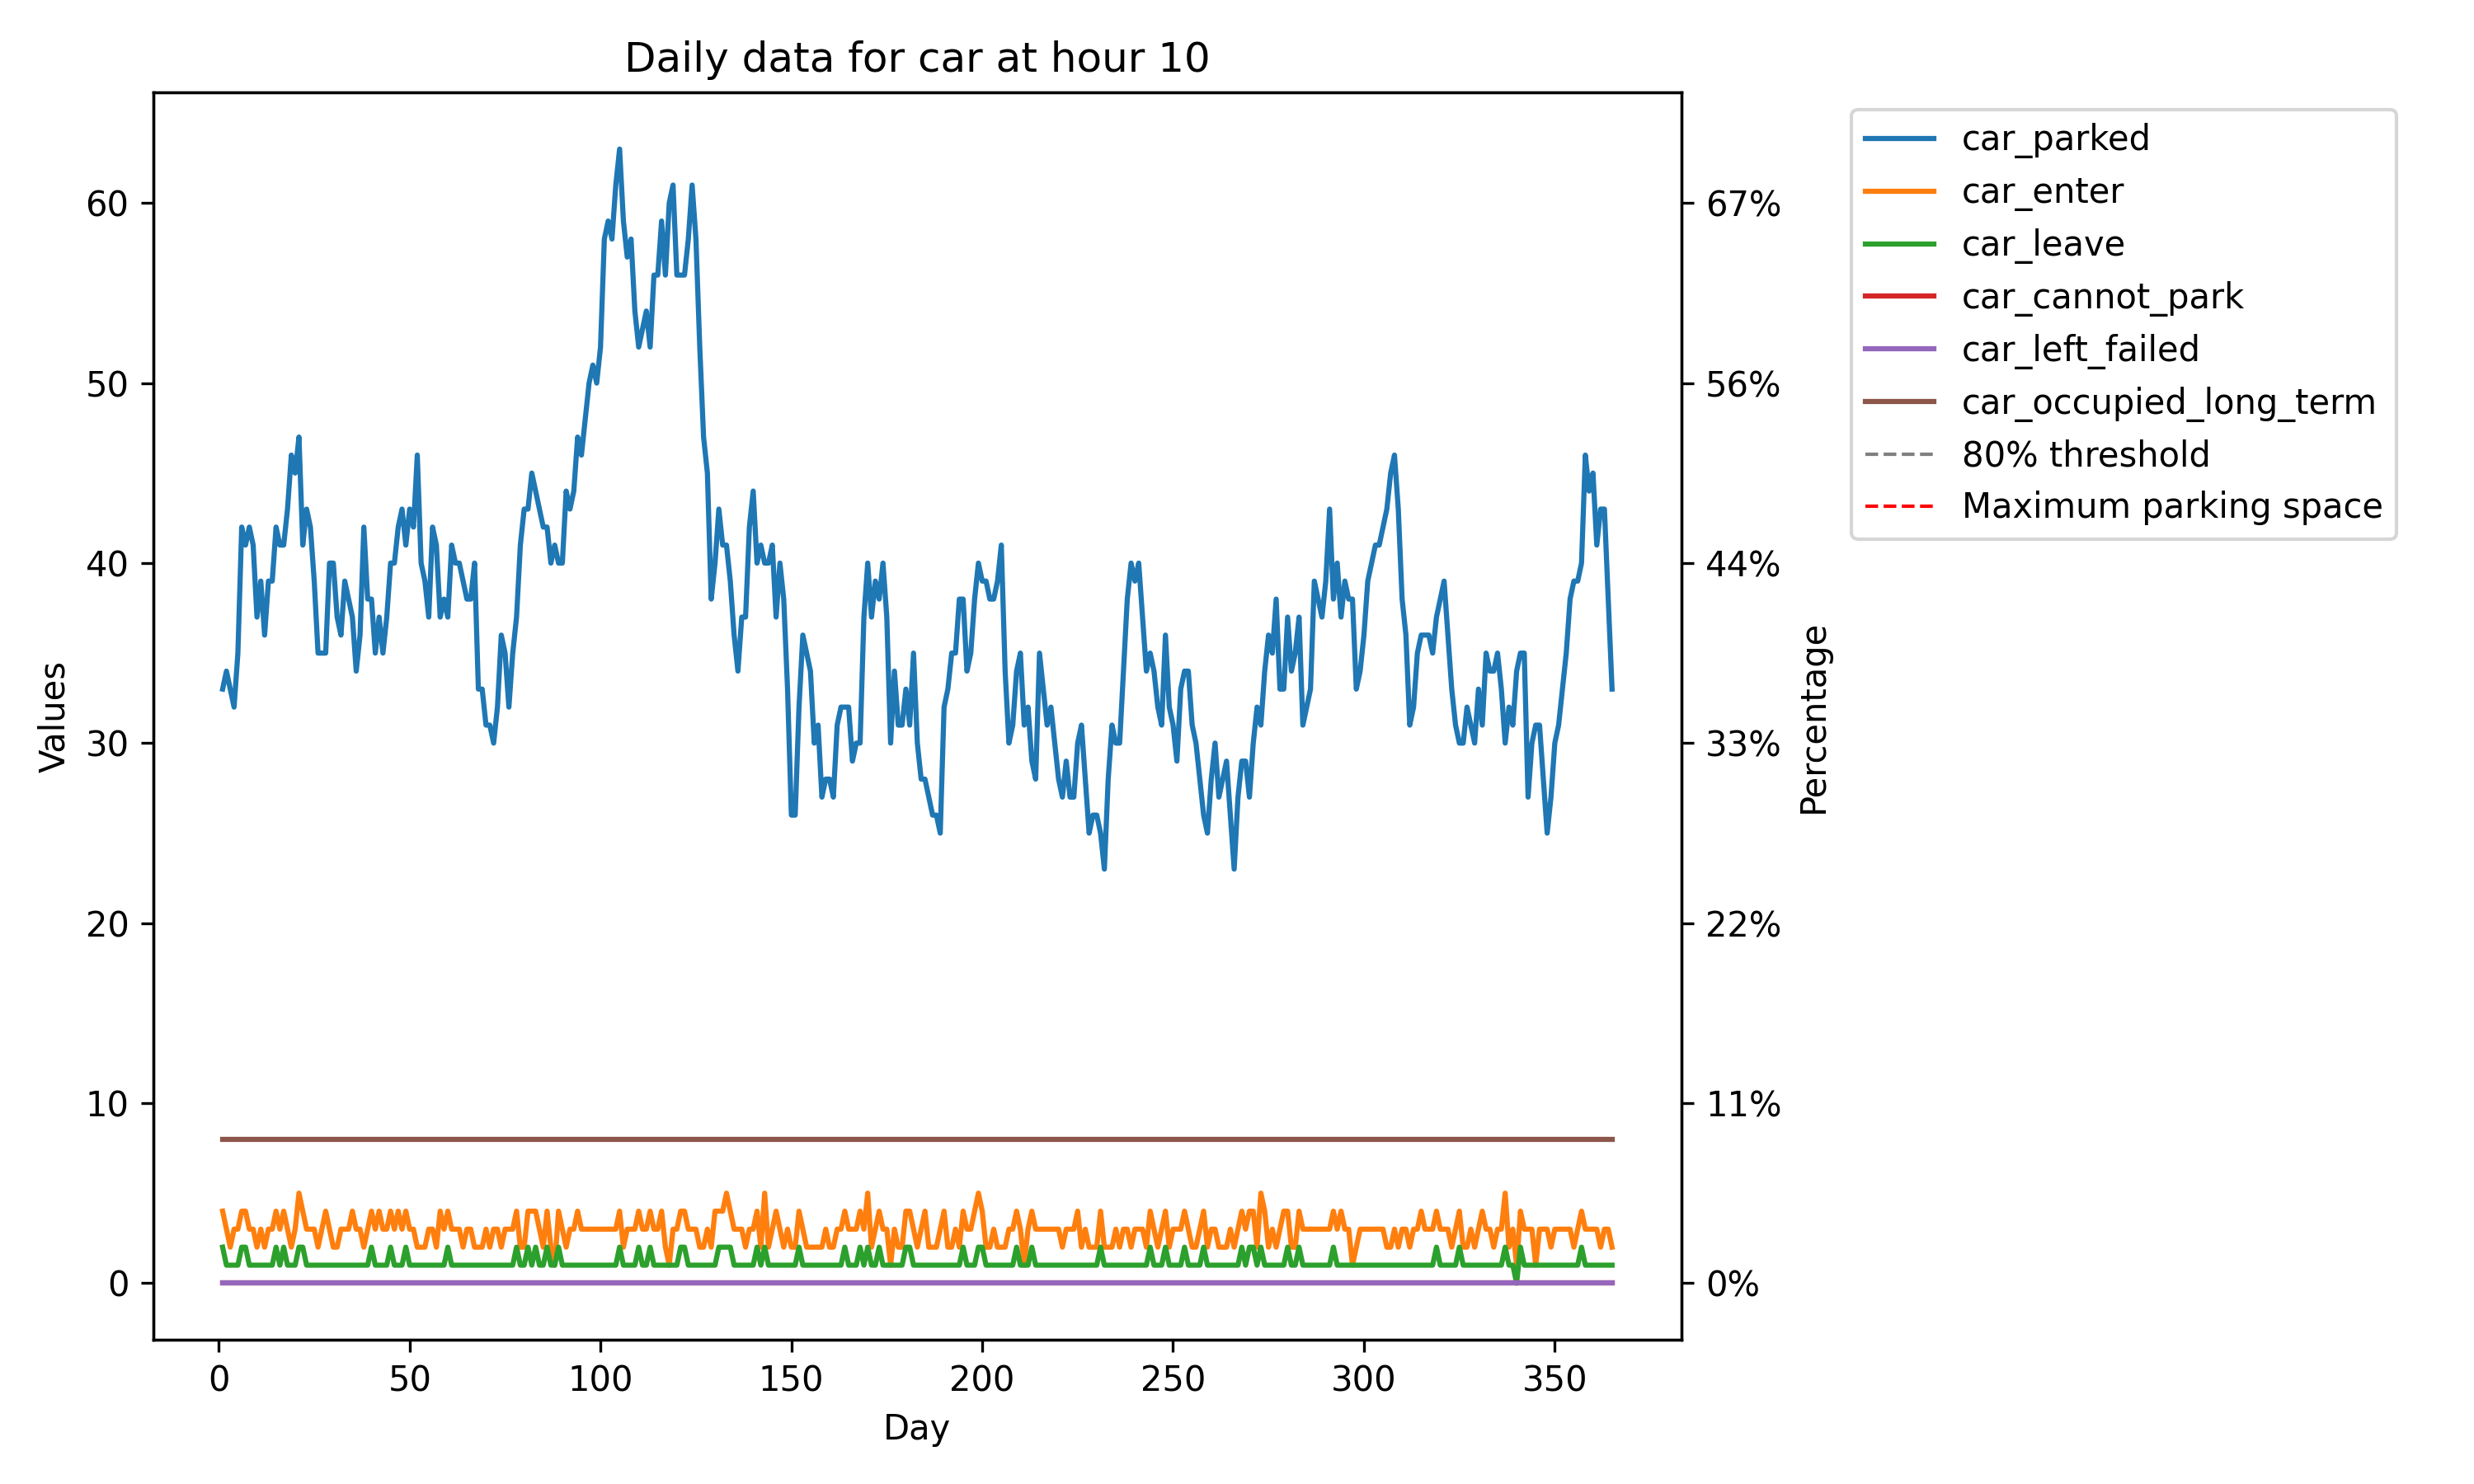 Daily data for car at hour 10
Values
60
50
40
30
20
10
0
0
50
100
150
200
250
300
350
Day
67%
56%
44%
33%
22%
11%
0%
Percentage
car_parked
car_enter
car_leave
car_cannot_park
car_left_failed
car_occupied_long_term
80% threshold
Maximum parking space